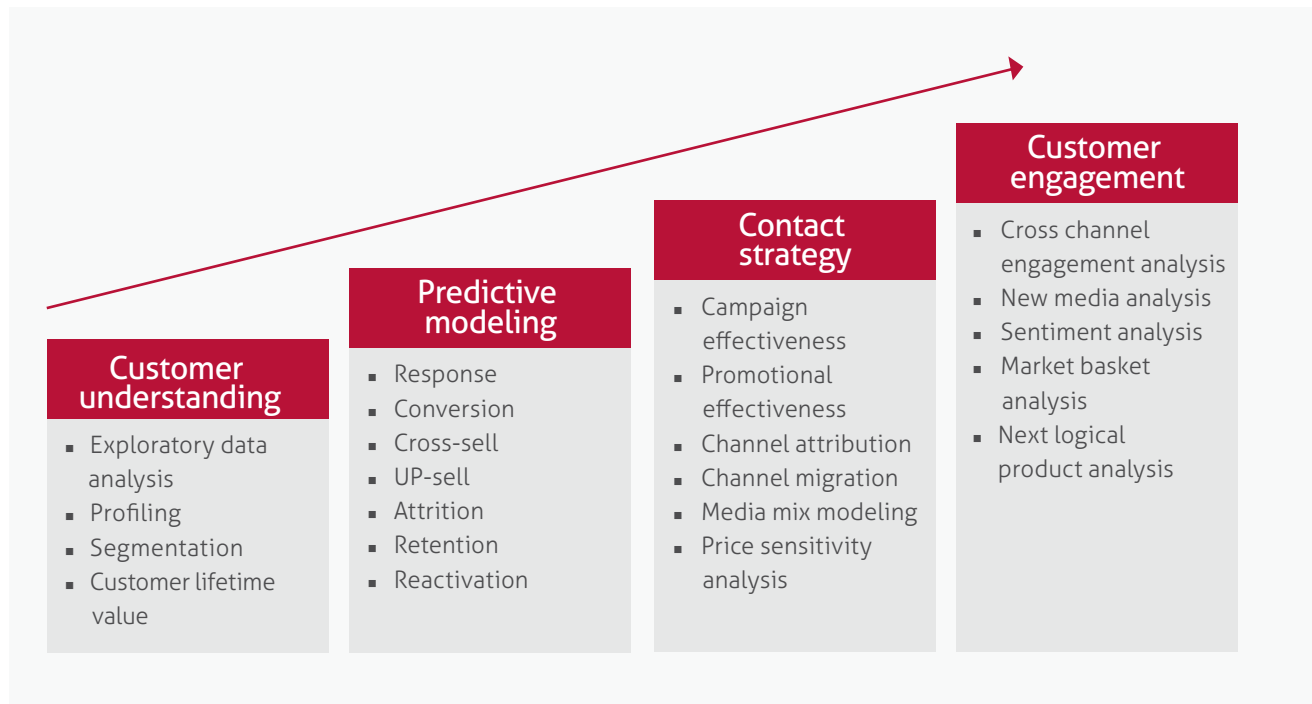 Customer
understanding
▪ Exploratory data
analysis
▪ Profiling
▪ Segmentation
▪ Customer lifetime
value
Predictive
modeling
▪ Response
▪ Conversion
▪ Cross-sell
▪ UP-sell
▪ Attrition
▪ Retention
▪ Reactivation
Contact
strategy
▪ Campaign
effectiveness
▪ Promotional
effectiveness
▪ Channel attribution
▪ Channel migration
▪ Media mix modeling
▪ Price sensitivity
analysis
Customer
engagement
▪ Cross channel
engagement analysis
▪ New media analysis
▪ Sentiment analysis
▪ Market basket
analysis
▪ Next logical
product analysis